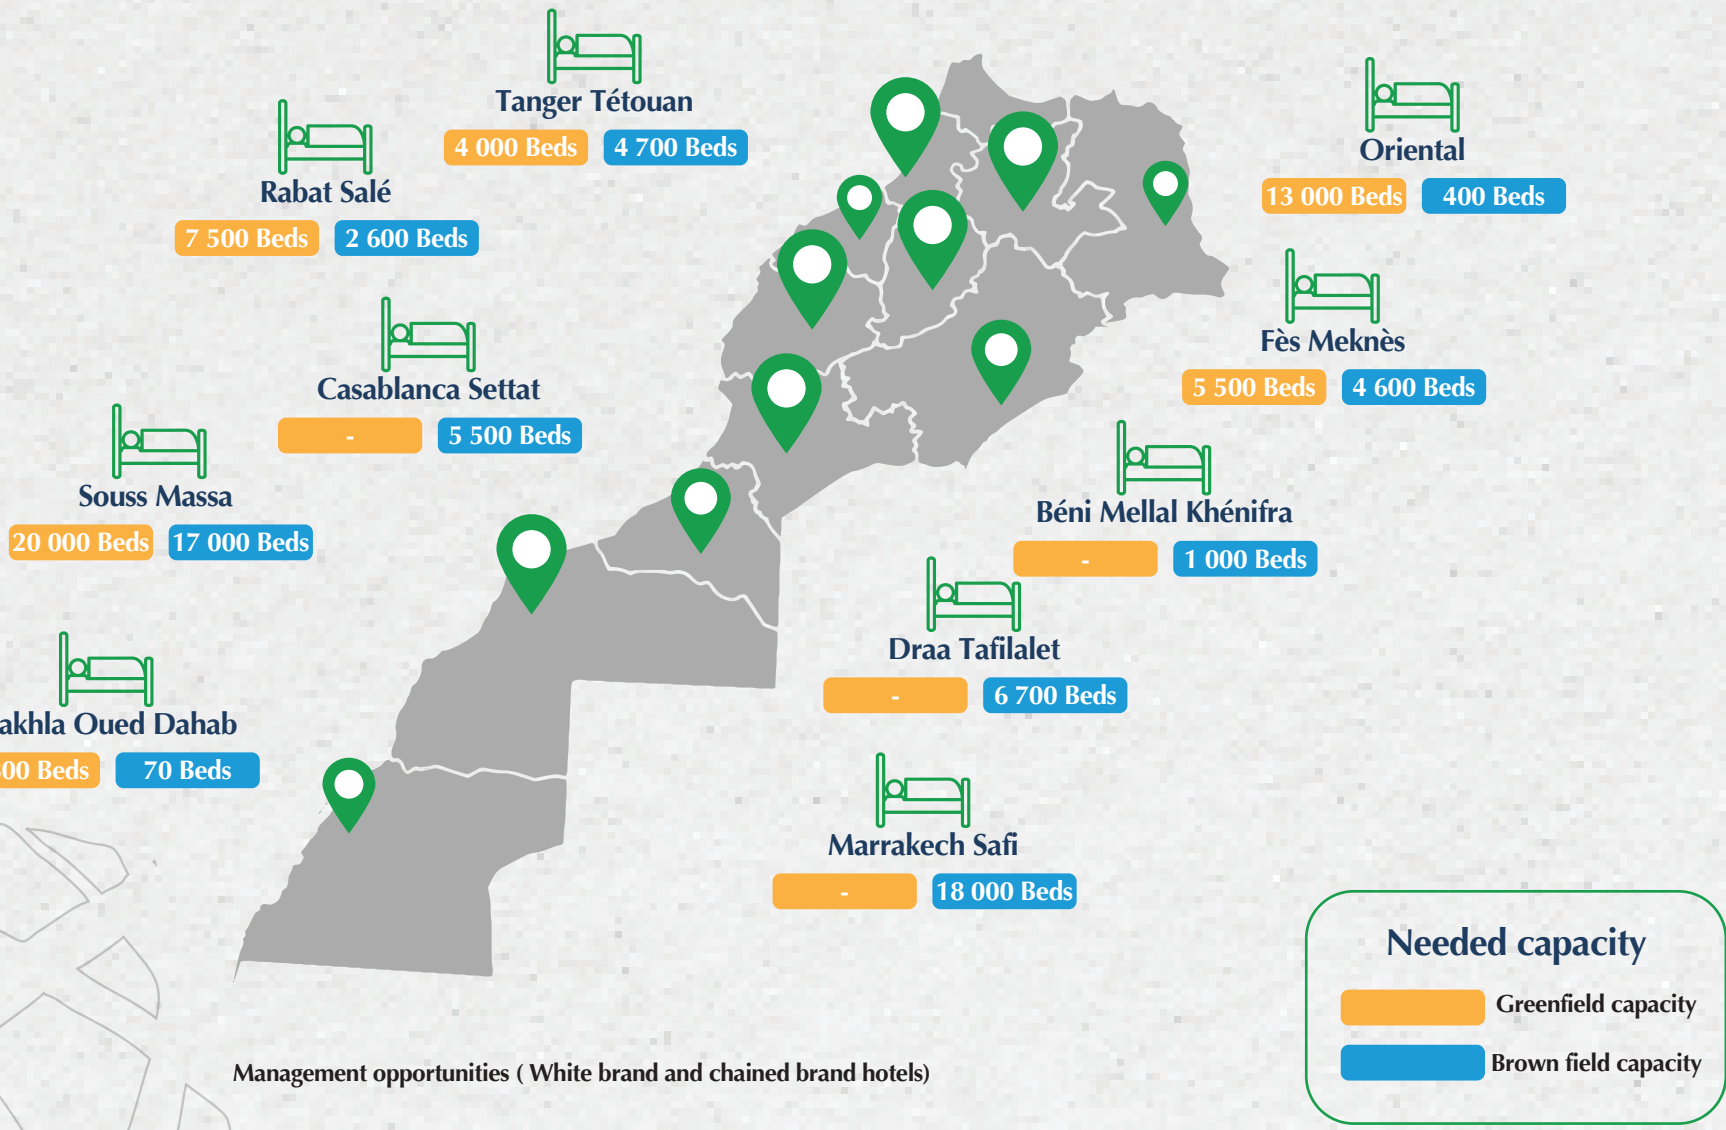 Tanger Tétouan
4 000 Beds 4 700 Beds
Rabat Salé
7 500 Beds 2 600 Beds
Casablanca Settat
- 5 500 Beds
Souss Massa
20 000 Beds 17 000 Beds
akhla Oued Dahab
00 Beds 70 Beds
Oriental
13 000 Beds 400 Beds
Fès Meknès
5 500 Beds 4 600 Beds
Béni Mellal Khénifra
- 1 000 Beds
Draa Tafilalet
- 6 700 Beds
Marrakech Safi
- 18 000 Beds
Needed capacity
Greenfield capacity
Brown field capacity
Management opportunities ( White brand and chained brand hotels)